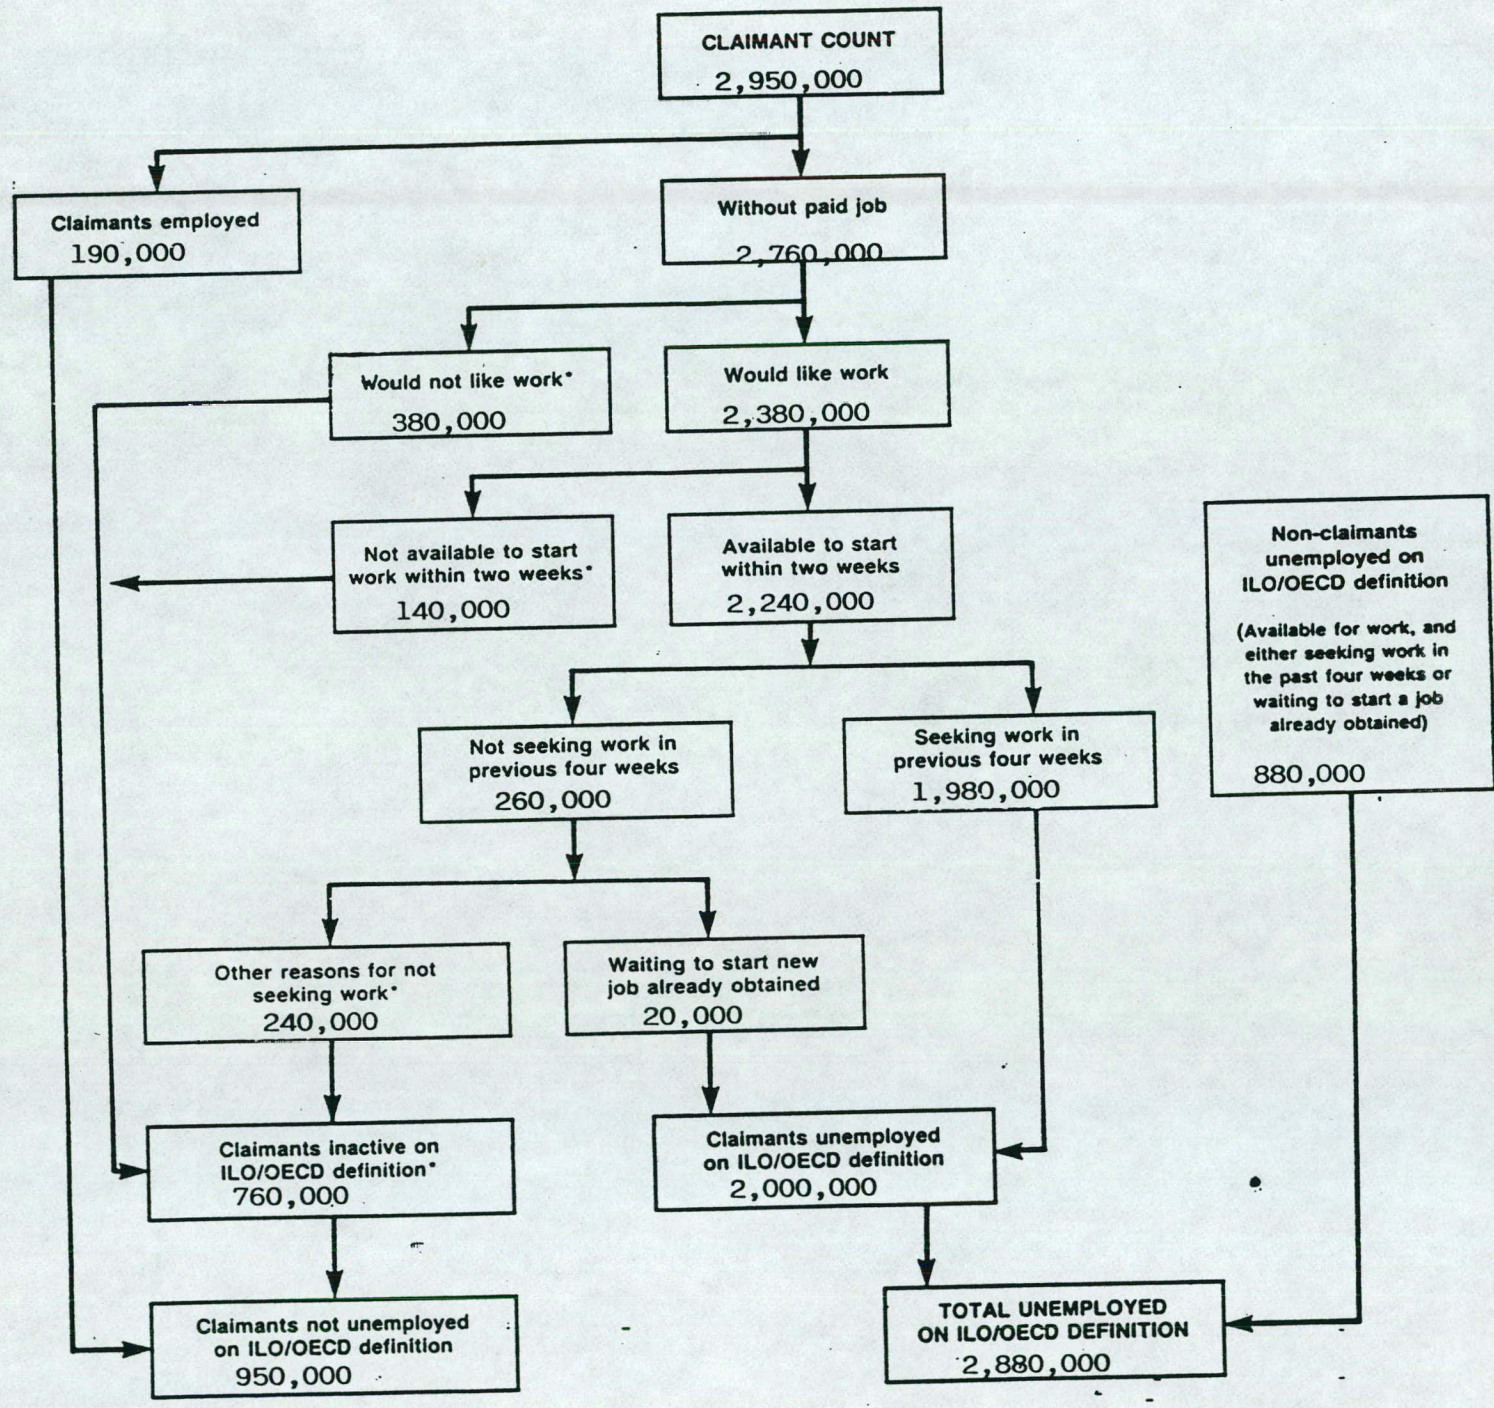 CLAIMANT COUNT
2,950,000
Claimants employed
190,000
Without paid job
2,760,000
Would not like work*
380,000
Would like work
2,380,000
Not available to start
work within two weeks*
140,000
Available to start
within two weeks
2,240,000
Non-claimants
unemployed on
ILO/OECD definition
(Available for work, and
either seeking work in
the past four weeks or
waiting to start a job
already obtained)
880,000
Not seeking work in
previous four weeks
260,000
Seeking work in
previous four weeks
1,980,000
Other reasons for not
seeking work*
240,000
Waiting to start new
job already obtained
20,000
Claimants inactive on
ILO/OECD definition*
760,000
Claimants unemployed
on ILO/OECD definition
2,000,000
Claimants not unemployed
on ILO/OECD definition
950,000
TOTAL UNEMPLOYED
ON ILO/OECD DEFINITION
2,880,000